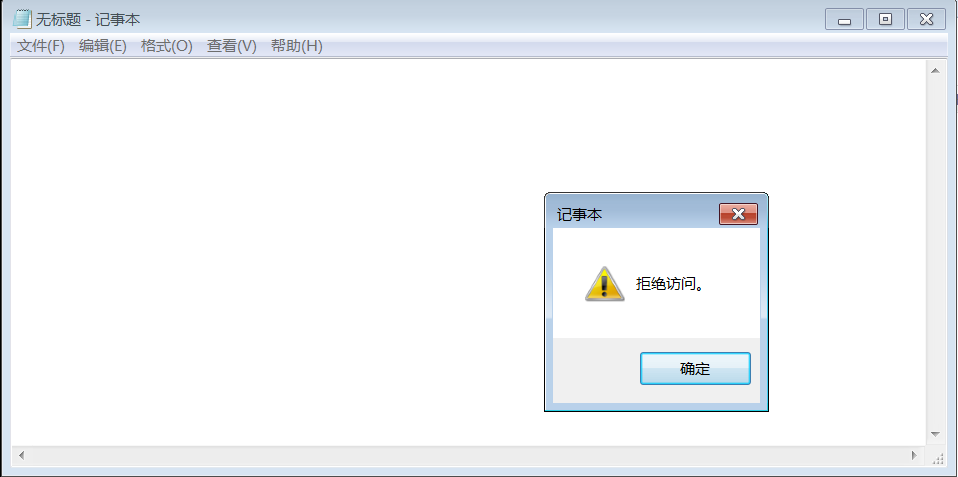 无标题 - 记事本
文件(F) 编辑(E) 格式(O) 查看(V) 帮助(H)
记事本
拒绝访问。
确定